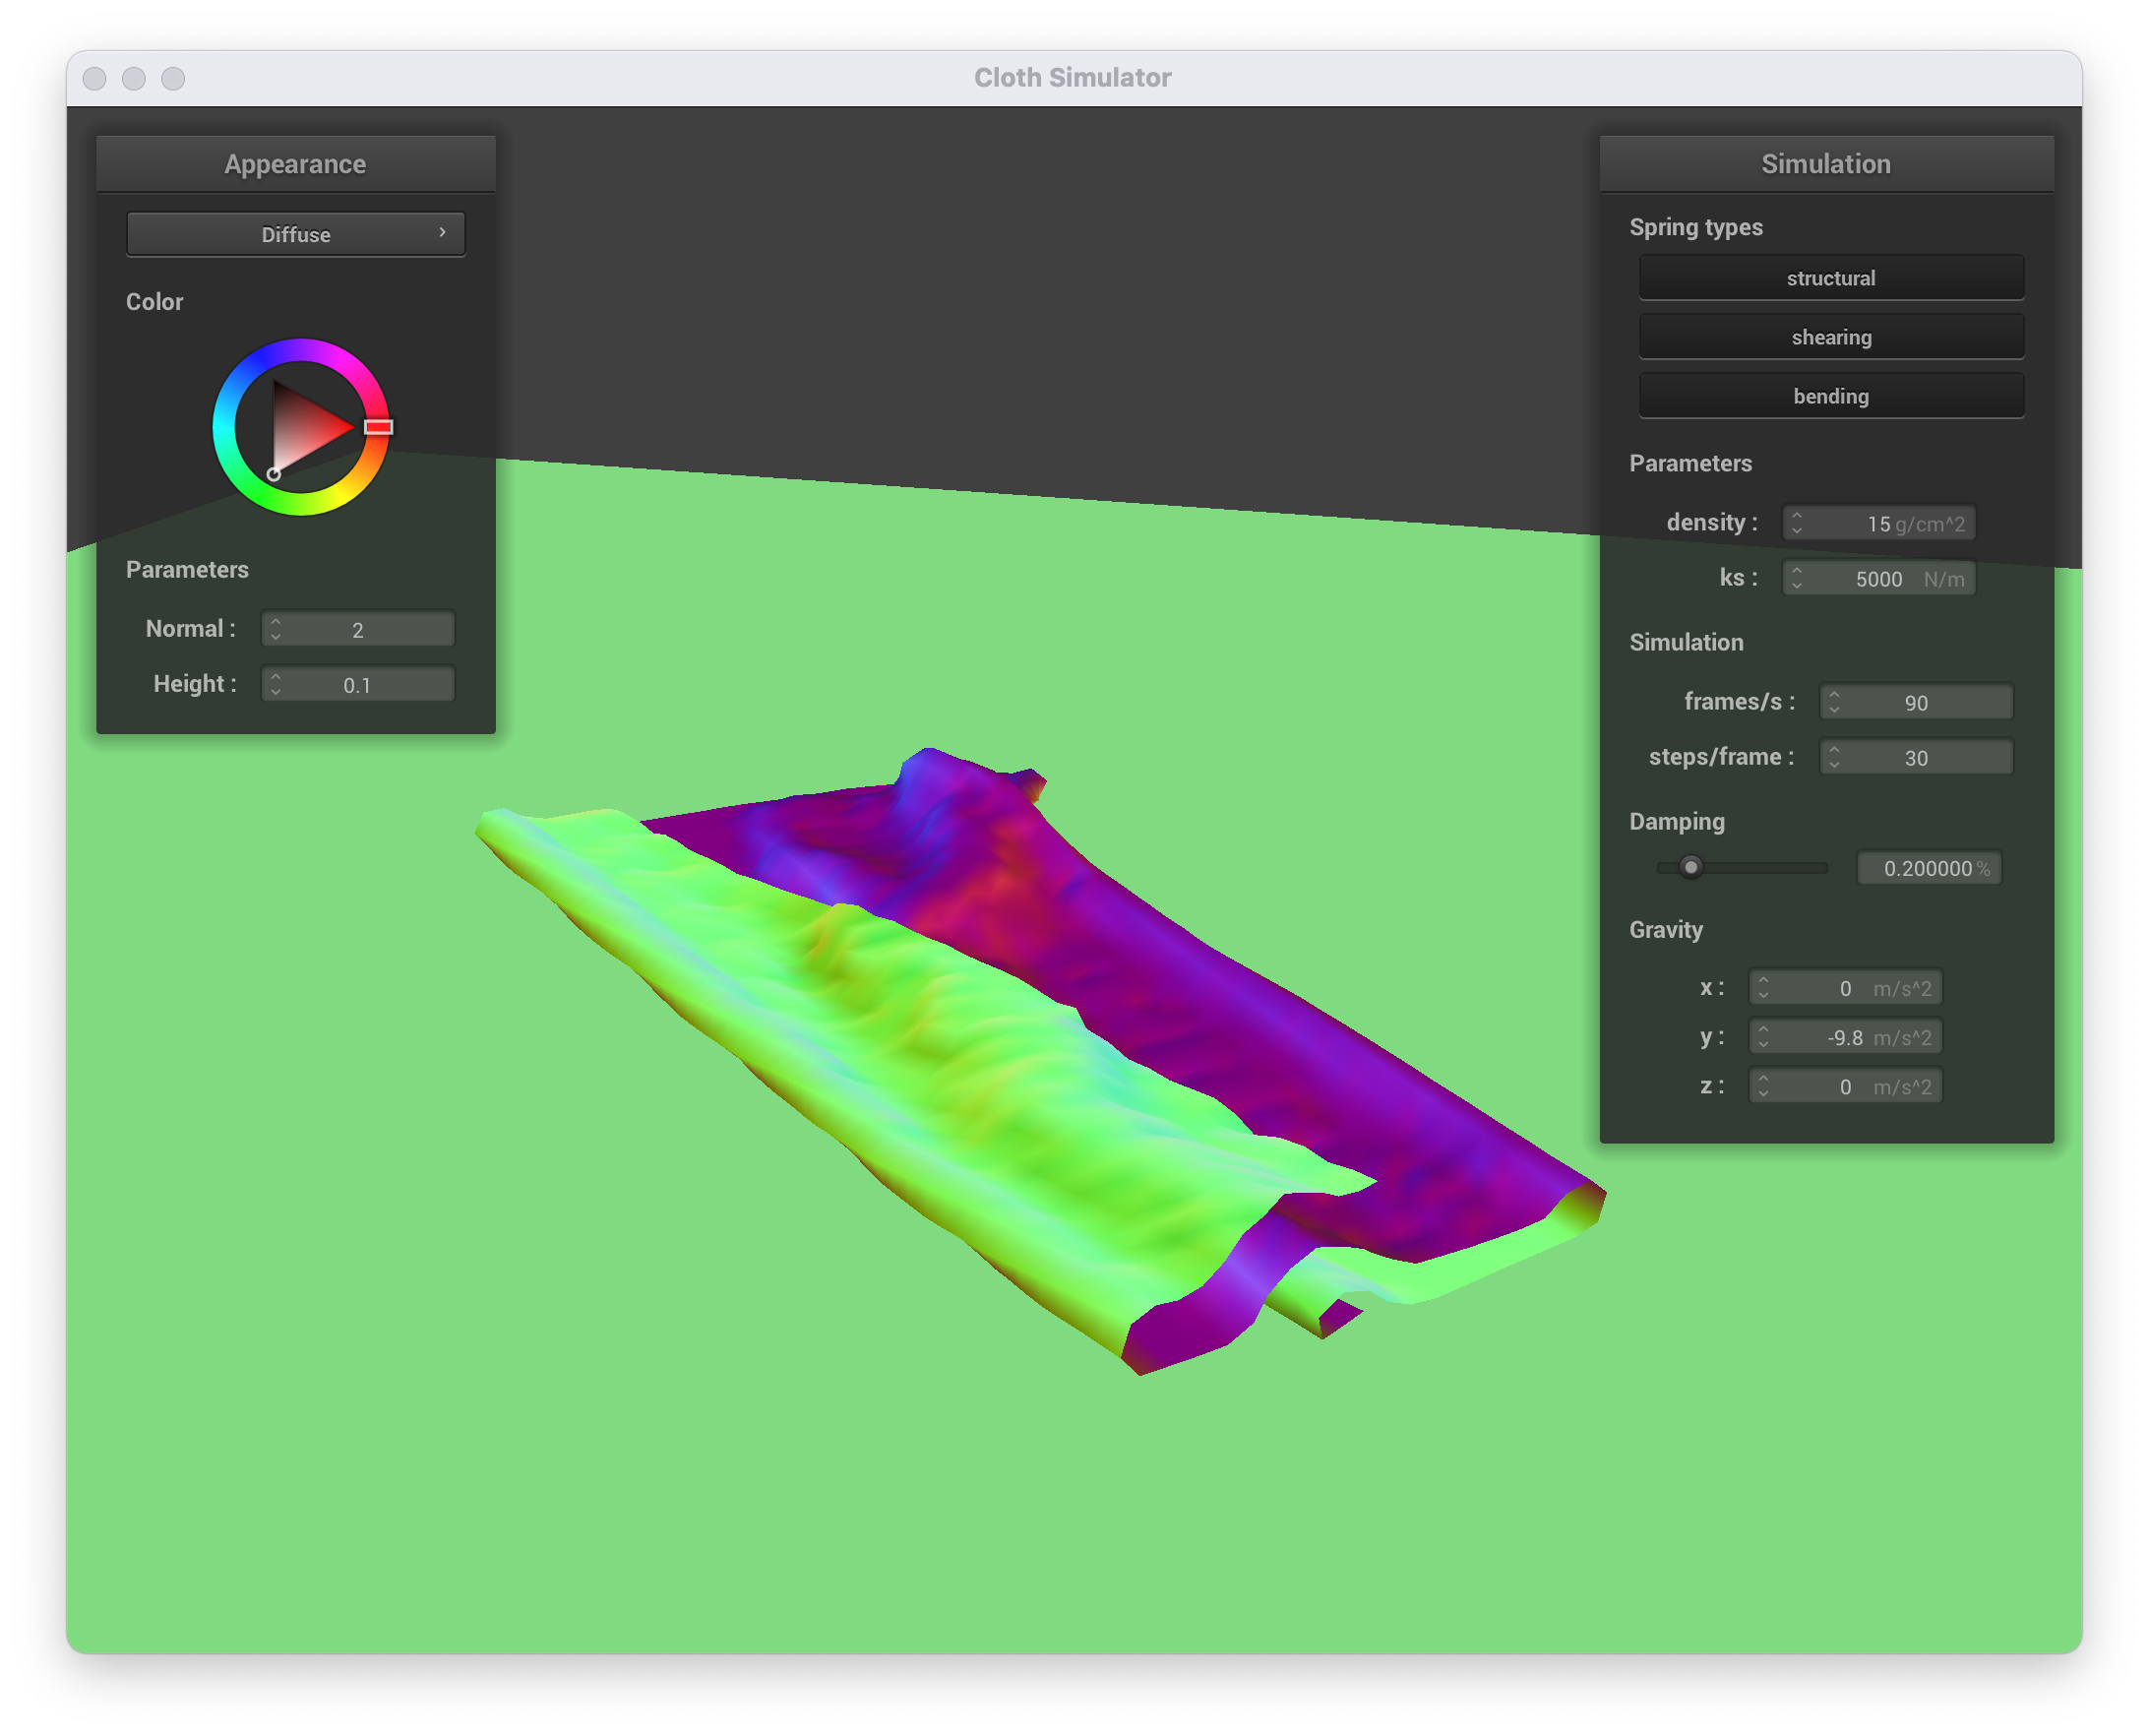 Cloth Simulator
Appearance
Diffuse
Color
Parameters
Normal : 2
Height : 0.1
Simulation
Spring types
structural
shearing
bending
Parameters
density : 15 g/cm^2
ks : 5000 N/m
Simulation
frames/s : 90
steps/frame : 30
Damping
0.200000 %
Gravity
x : 0 m/s^2
y : -9.8 m/s^2
z : 0 m/s^2